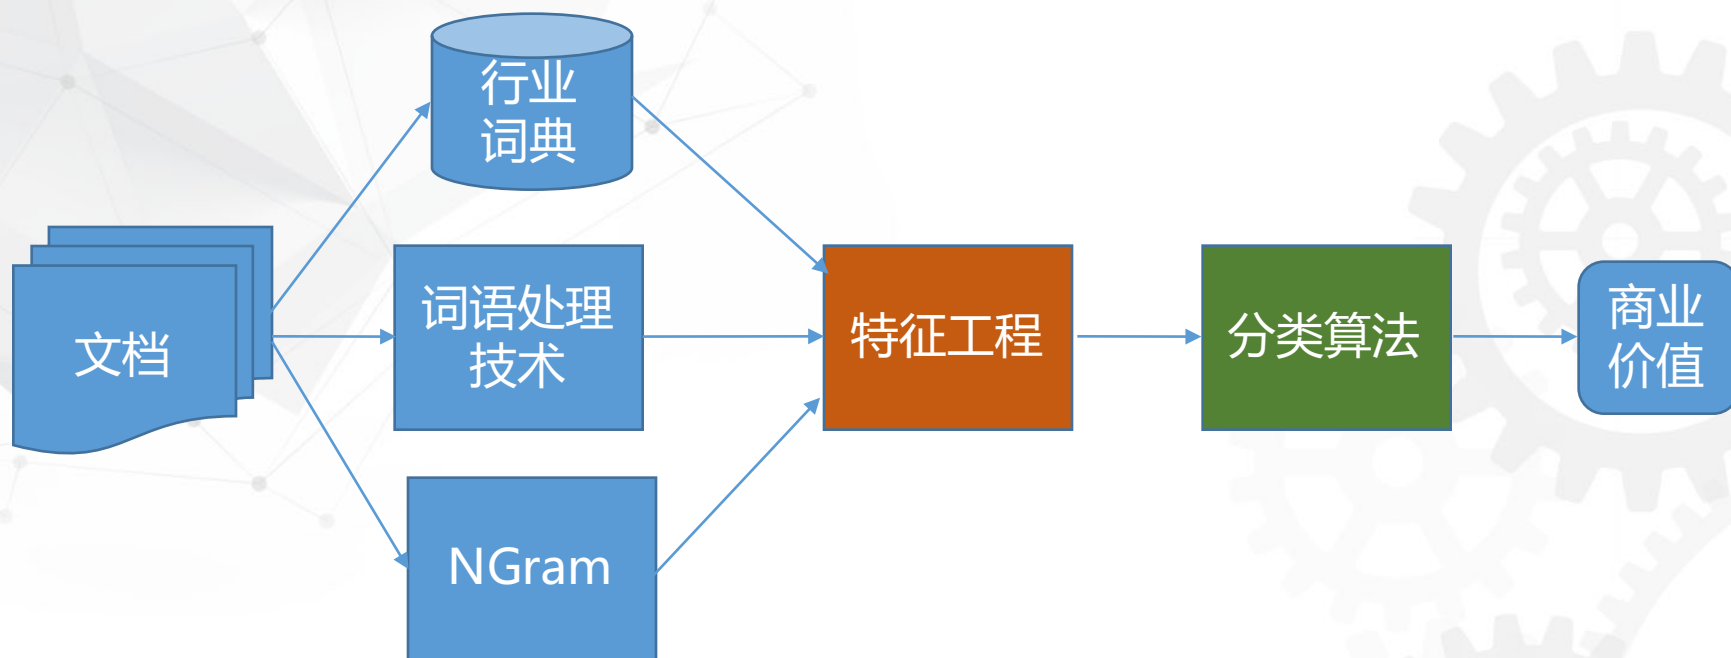 行业
词典
文档
词语处理
技术
NGram
特征工程
分类算法
商业
价值